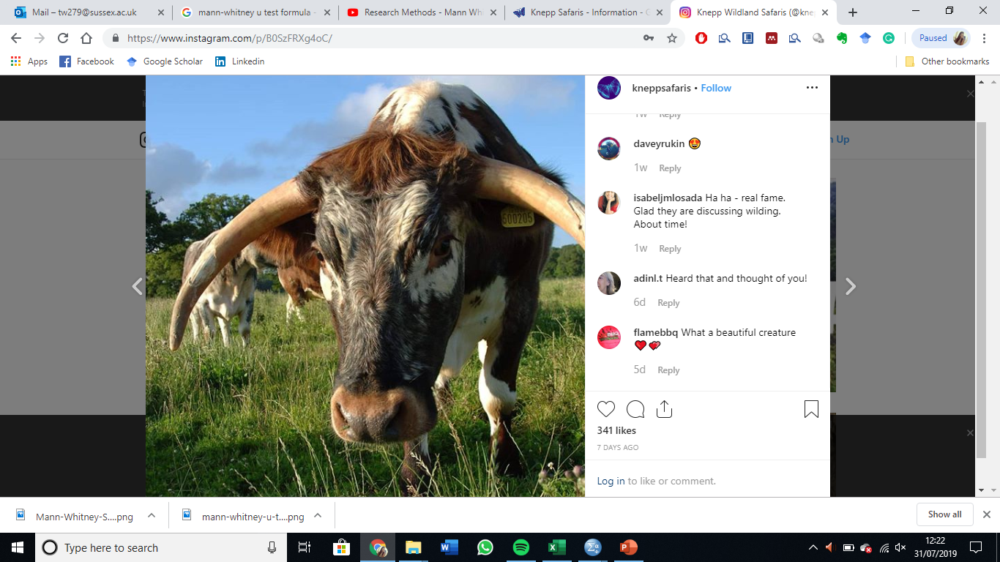 Mail – tw279@sussex.ac.uk
mann-whitney u test formula -
Research Methods - Mann Wh
Knepp Safaris - Information - G
Knepp Wildland Safaris (@kne
https://www.instagram.com/p/B0SzFRXg4oC/
Paused
Apps
Facebook
Google Scholar
Linkedin
Other bookmarks
kneppsafaris • Follow
1w Reply
daveyrukin 🤩
1w Reply
isabeljmlosada Ha ha - real fame.
Glad they are discussing wilding.
About time!
1w Reply
adinl.t Heard that and thought of you!
6d Reply
flamebbq What a beautiful creature
❤️💕
5d Reply
341 likes
7 DAYS AGO
Log in to like or comment.
n Up
500205
Mann-Whitney-S....png
mann-whitney-u-t....png
Show all
Type here to search
12:22
31/07/2019